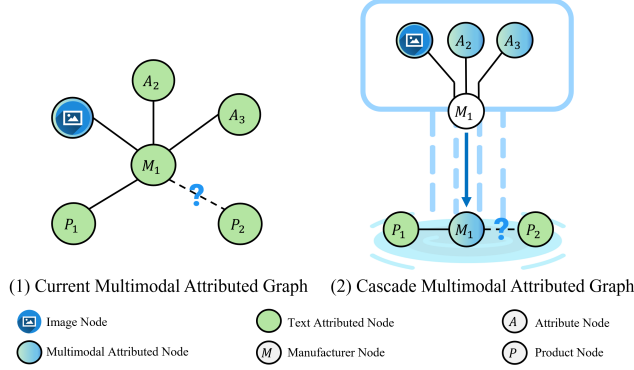 A2
A3
M1
?
P1
P2
A2
A3
M1
P1
M1
?
P2
(1) Current Multimodal Attributed Graph
(2) Cascade Multimodal Attributed Graph
Image Node
Text Attributed Node
A Attribute Node
Multimodal Attributed Node
M Manufacturer Node
P Product Node